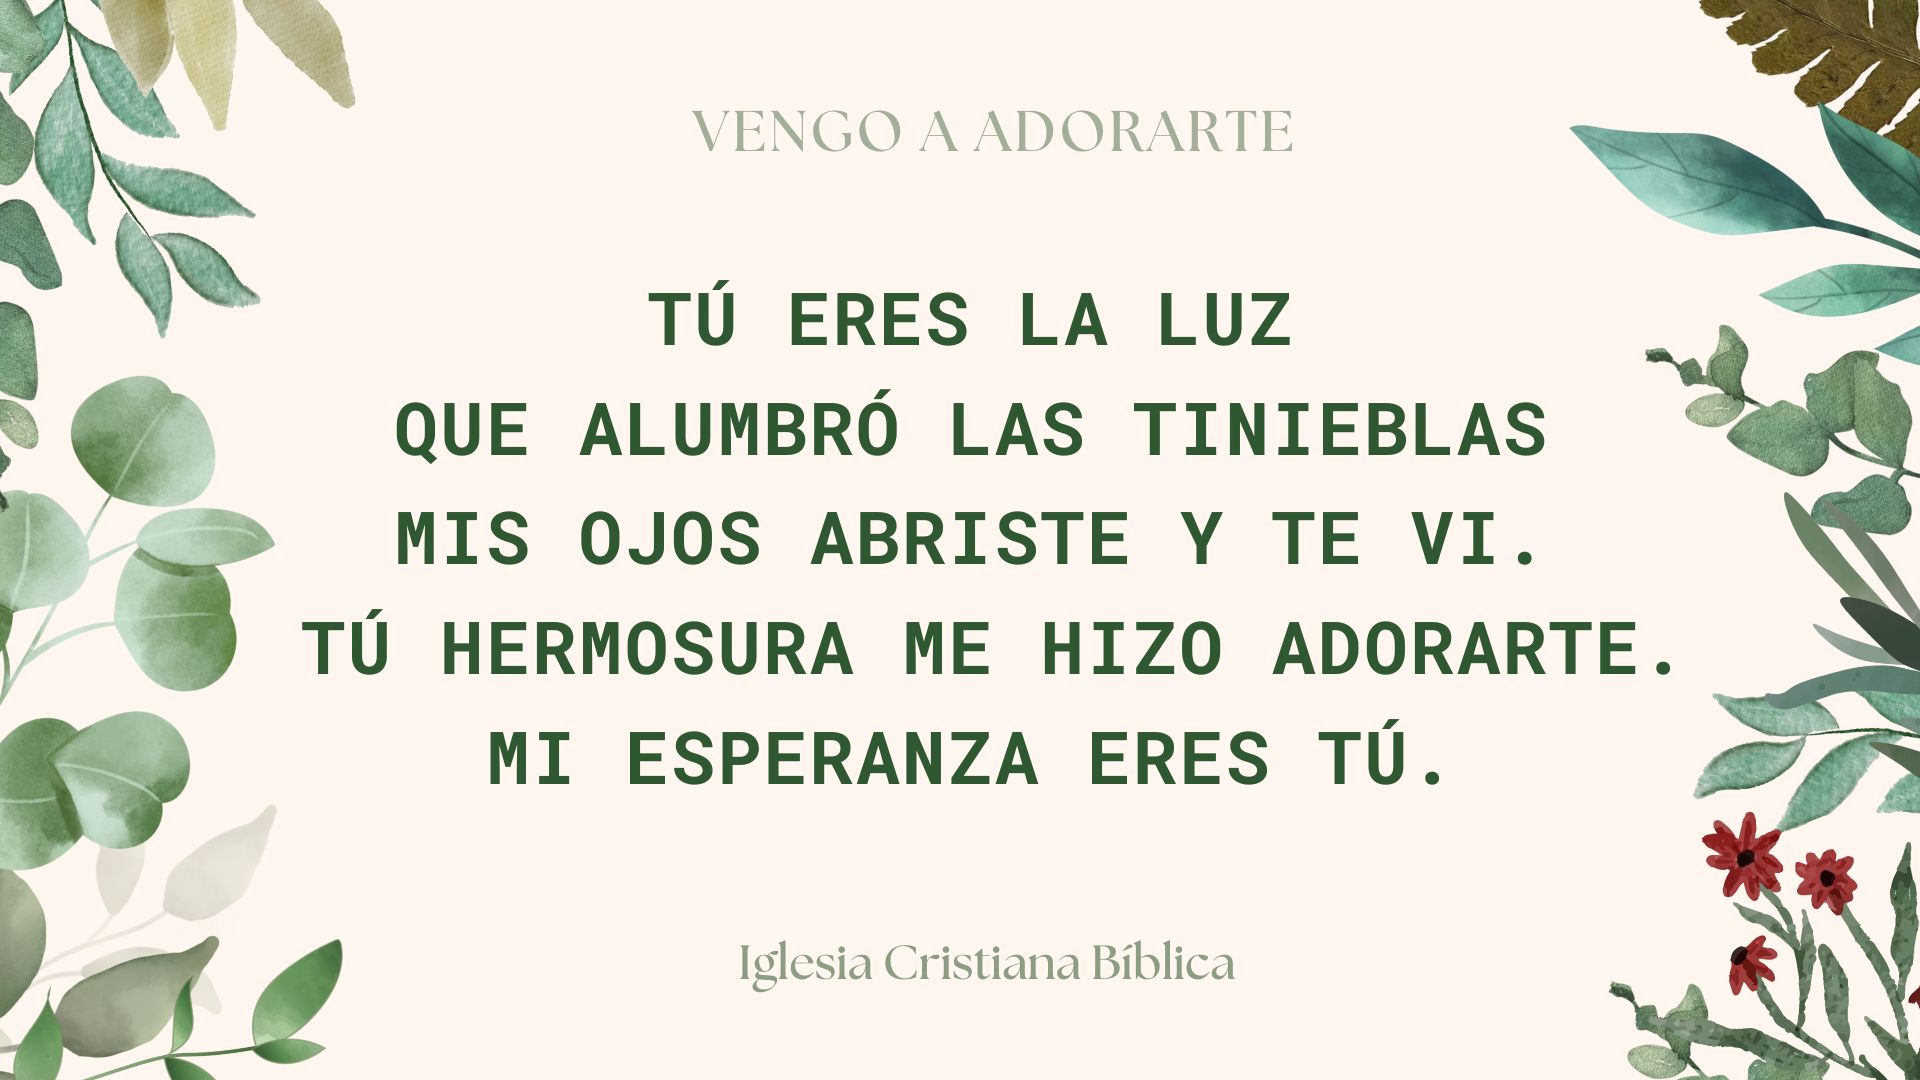 VENGO A ADORARTE
TÚ ERES LA LUZ
QUE ALUMBRÓ LAS TINIEBLAS
MIS OJOS ABRISTE Y TE VI.
TÚ HERMOSURA ME HIZO ADORARTE.
MI ESPERANZA ERES TÚ.
Iglesia Cristiana Bíblica